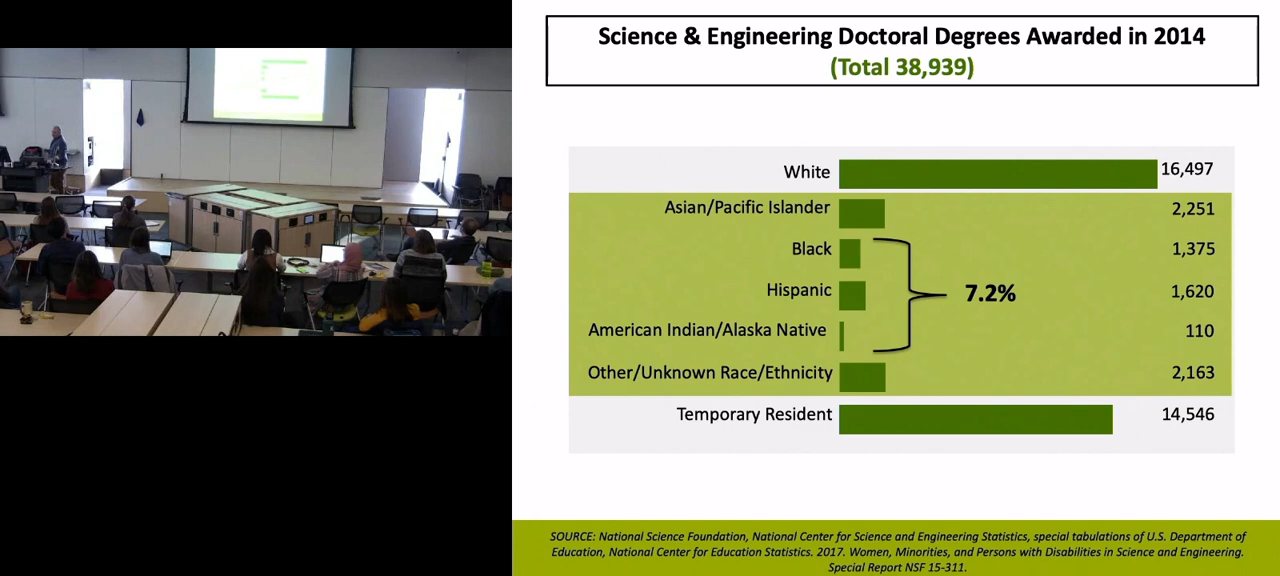 Science & Engineering Doctoral Degrees Awarded in 2014
(Total 38,939)
White 16,497
Asian/Pacific Islander 2,251
Black 1,375
Hispanic 1,620
7.2%
American Indian/Alaska Native 110
Other/Unknown Race/Ethnicity 2,163
Temporary Resident 14,546
SOURCE: National Science Foundation, National Center for Science and Engineering Statistics, special tabulations of U.S. Department of
Education, National Center for Education Statistics. 2017. Women, Minorities, and Persons with Disabilities in Science and Engineering.
Special Report NSF 15-311.